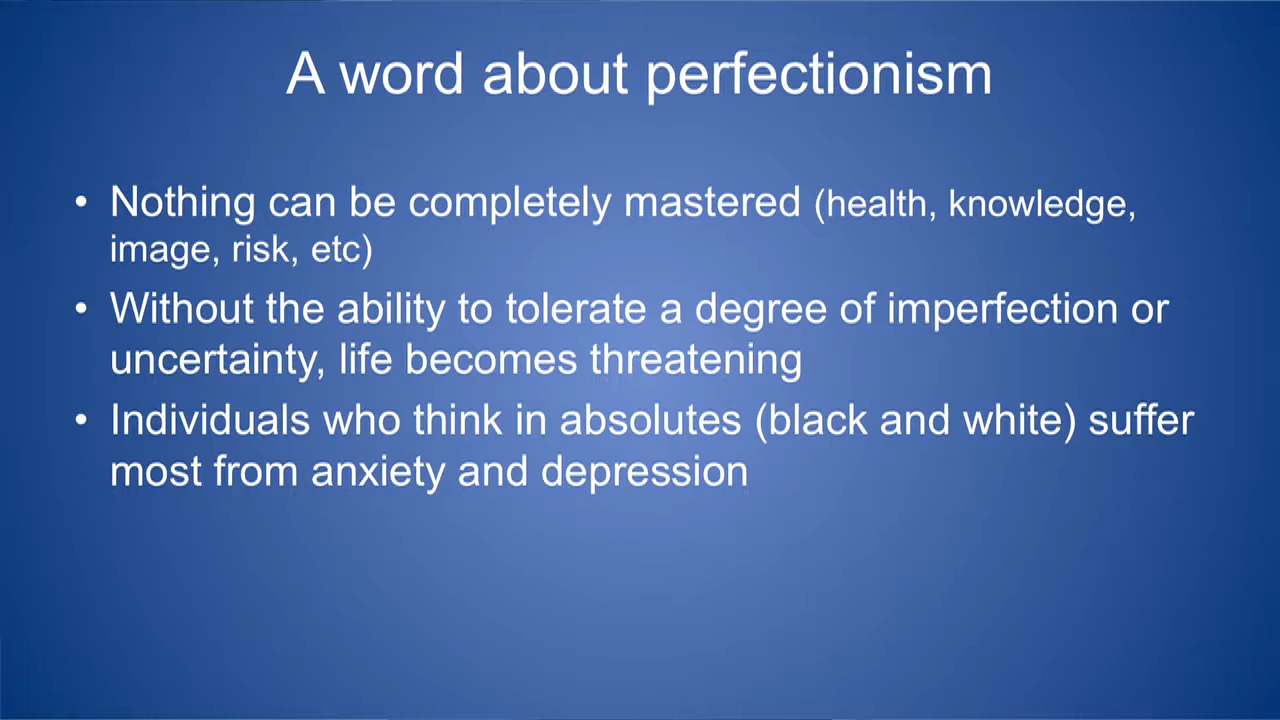 A word about perfectionism
• Nothing can be completely mastered (health, knowledge,
image, risk, etc)
• Without the ability to tolerate a degree of imperfection or
uncertainty, life becomes threatening
• Individuals who think in absolutes (black and white) suffer
most from anxiety and depression